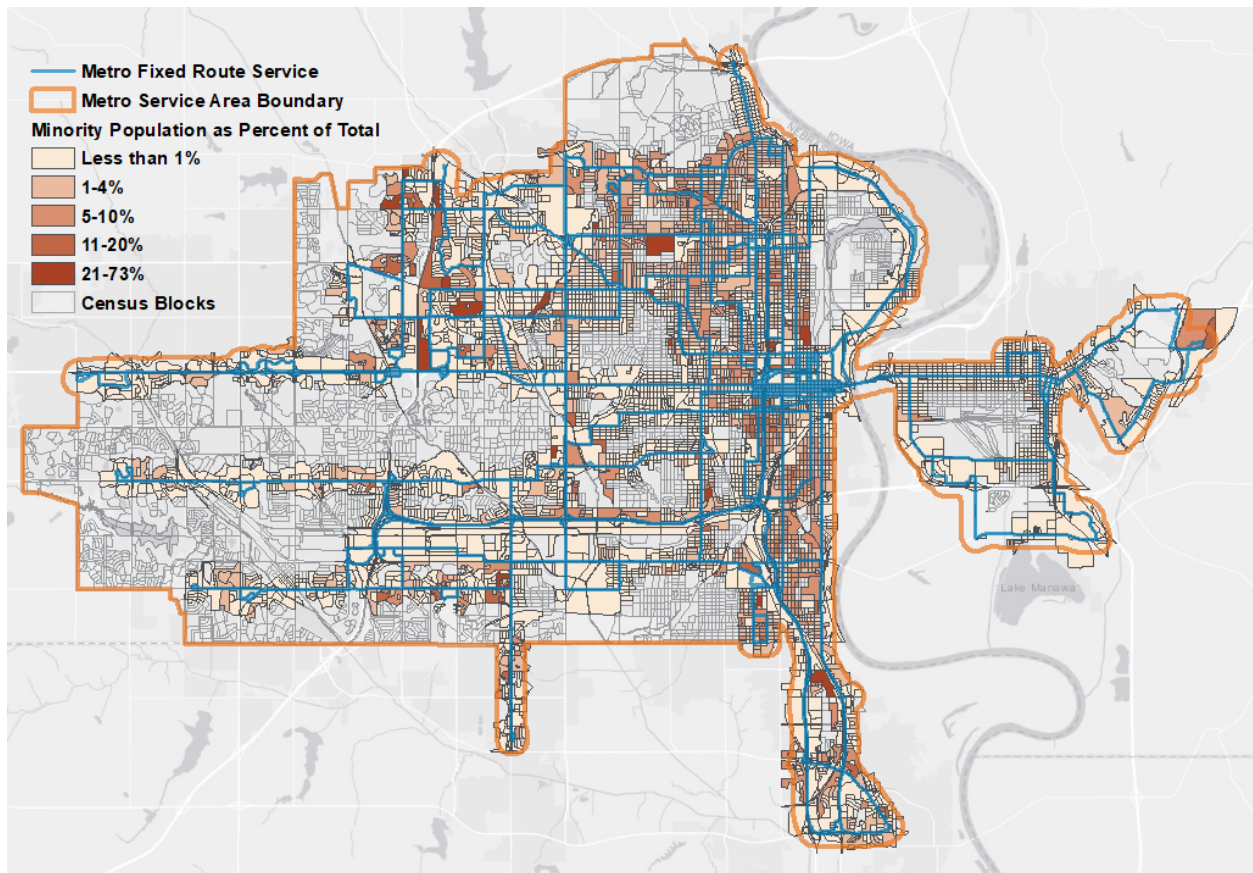 Metro Fixed Route Service
Metro Service Area Boundary
Minority Population as Percent of Total
Less than 1%
1-4%
5-10%
11-20%
21-73%
Census Blocks
IOWA
Lake Manawa